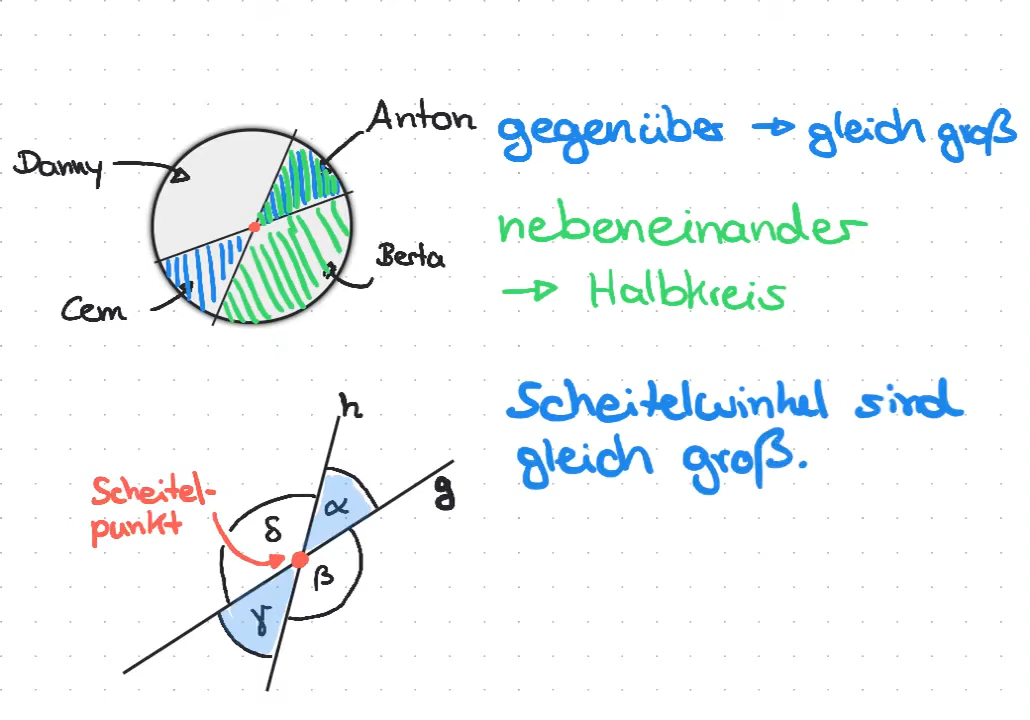 Anton
gegenüber → gleich groß
Danny
nebeneinander
Berta
→ Halbkreis
Cem
h
Scheitelwinkel sind
gleich groß.
g
Scheitel-
punkt
α
δ
β
γ